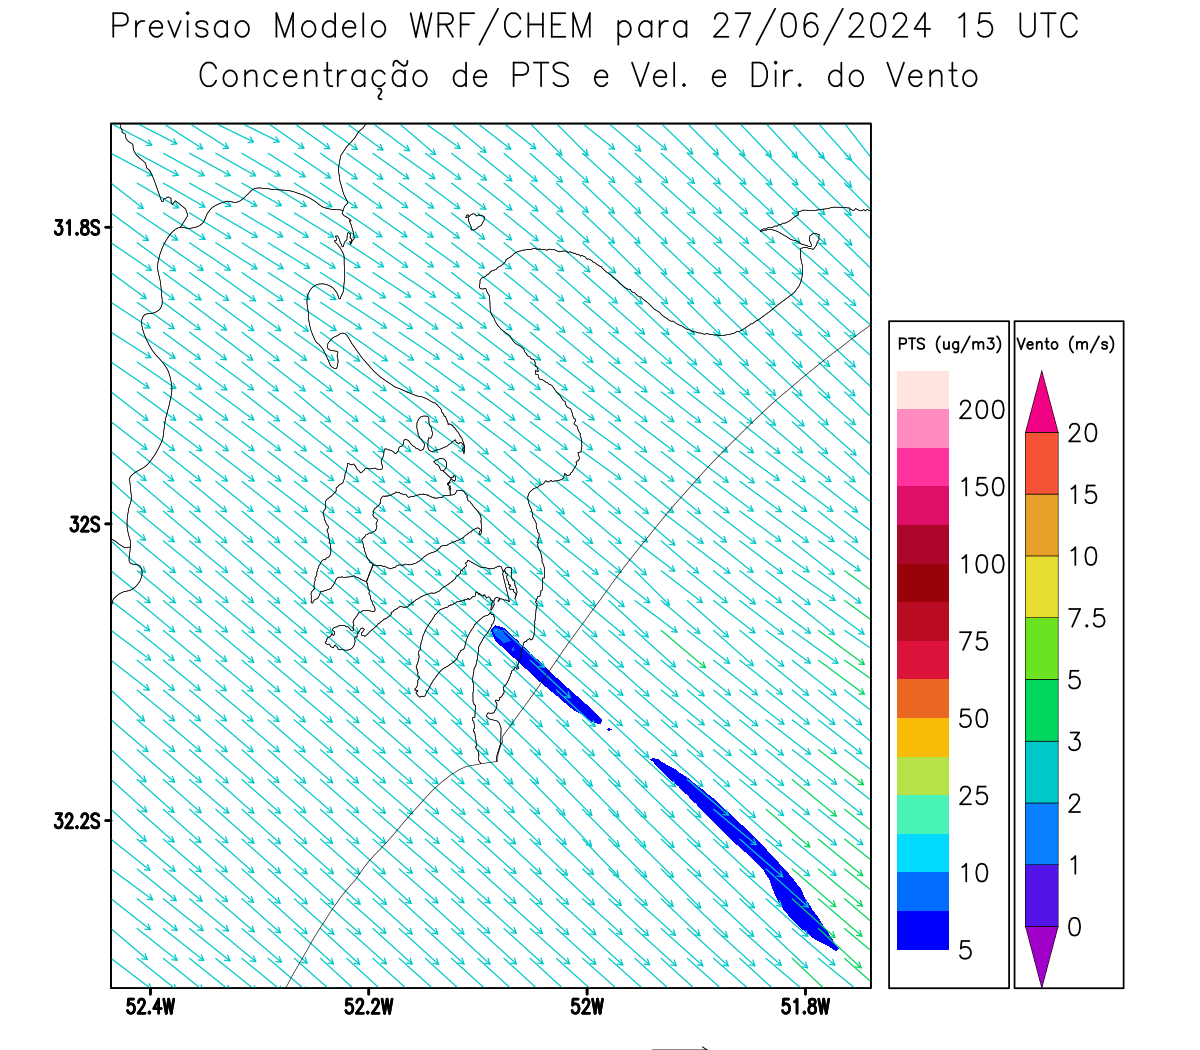 Previsao Modelo WRF/CHEM para 27/06/2024 15 UTC
Concentração de PTS e Vel. e Dir. do Vento
31.8S
32S
32.2S
52.4W
52.2W
52W
51.8W
PTS (ug/m3)
200
150
100
75
50
25
10
5
Vento (m/s)
20
15
10
7.5
5
3
2
1
0